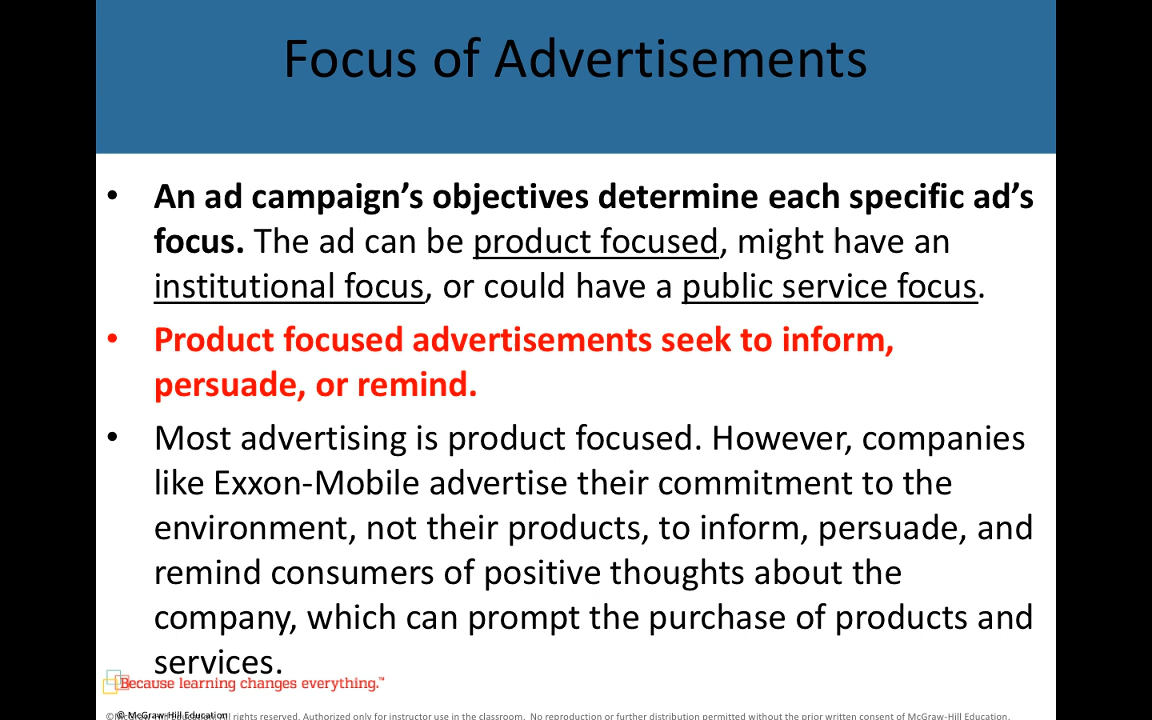 Focus of Advertisements
• An ad campaign’s objectives determine each specific ad’s
focus. The ad can be product focused, might have an
institutional focus, or could have a public service focus.
• Product focused advertisements seek to inform,
persuade, or remind.
• Most advertising is product focused. However, companies
like Exxon-Mobile advertise their commitment to the
environment, not their products, to inform, persuade, and
remind consumers of positive thoughts about the
company, which can prompt the purchase of products and
services.
Because learning changes everything.™
© McGraw-Hill Education
©McGraw-Hill Education. All rights reserved. Authorized only for instructor use in the classroom. No reproduction or further distribution permitted without the prior written consent of McGraw-Hill Education.